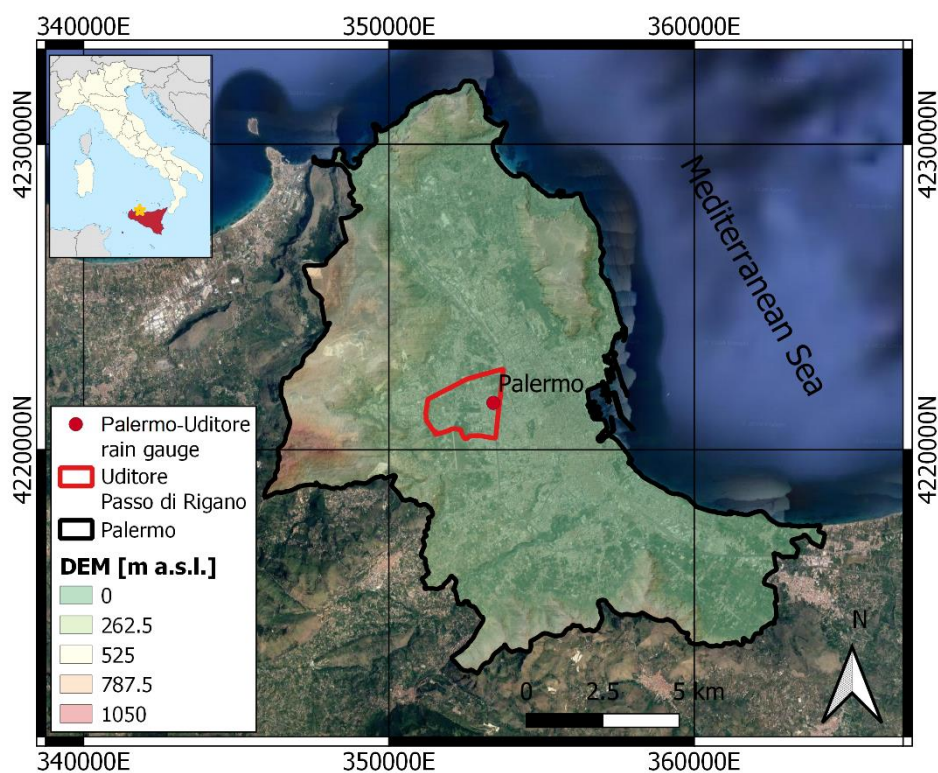 340000E 350000E 360000E
4230000N
4230000N
Mediterranean Sea
Palermo
4220000N
4220000N
Palermo-Uditore
rain gauge
Uditore
Passo di Rigano
Palermo
DEM [m a.s.l.]
0
262.5
525
787.5
1050
N
0 2.5 5 km
340000E 350000E 360000E